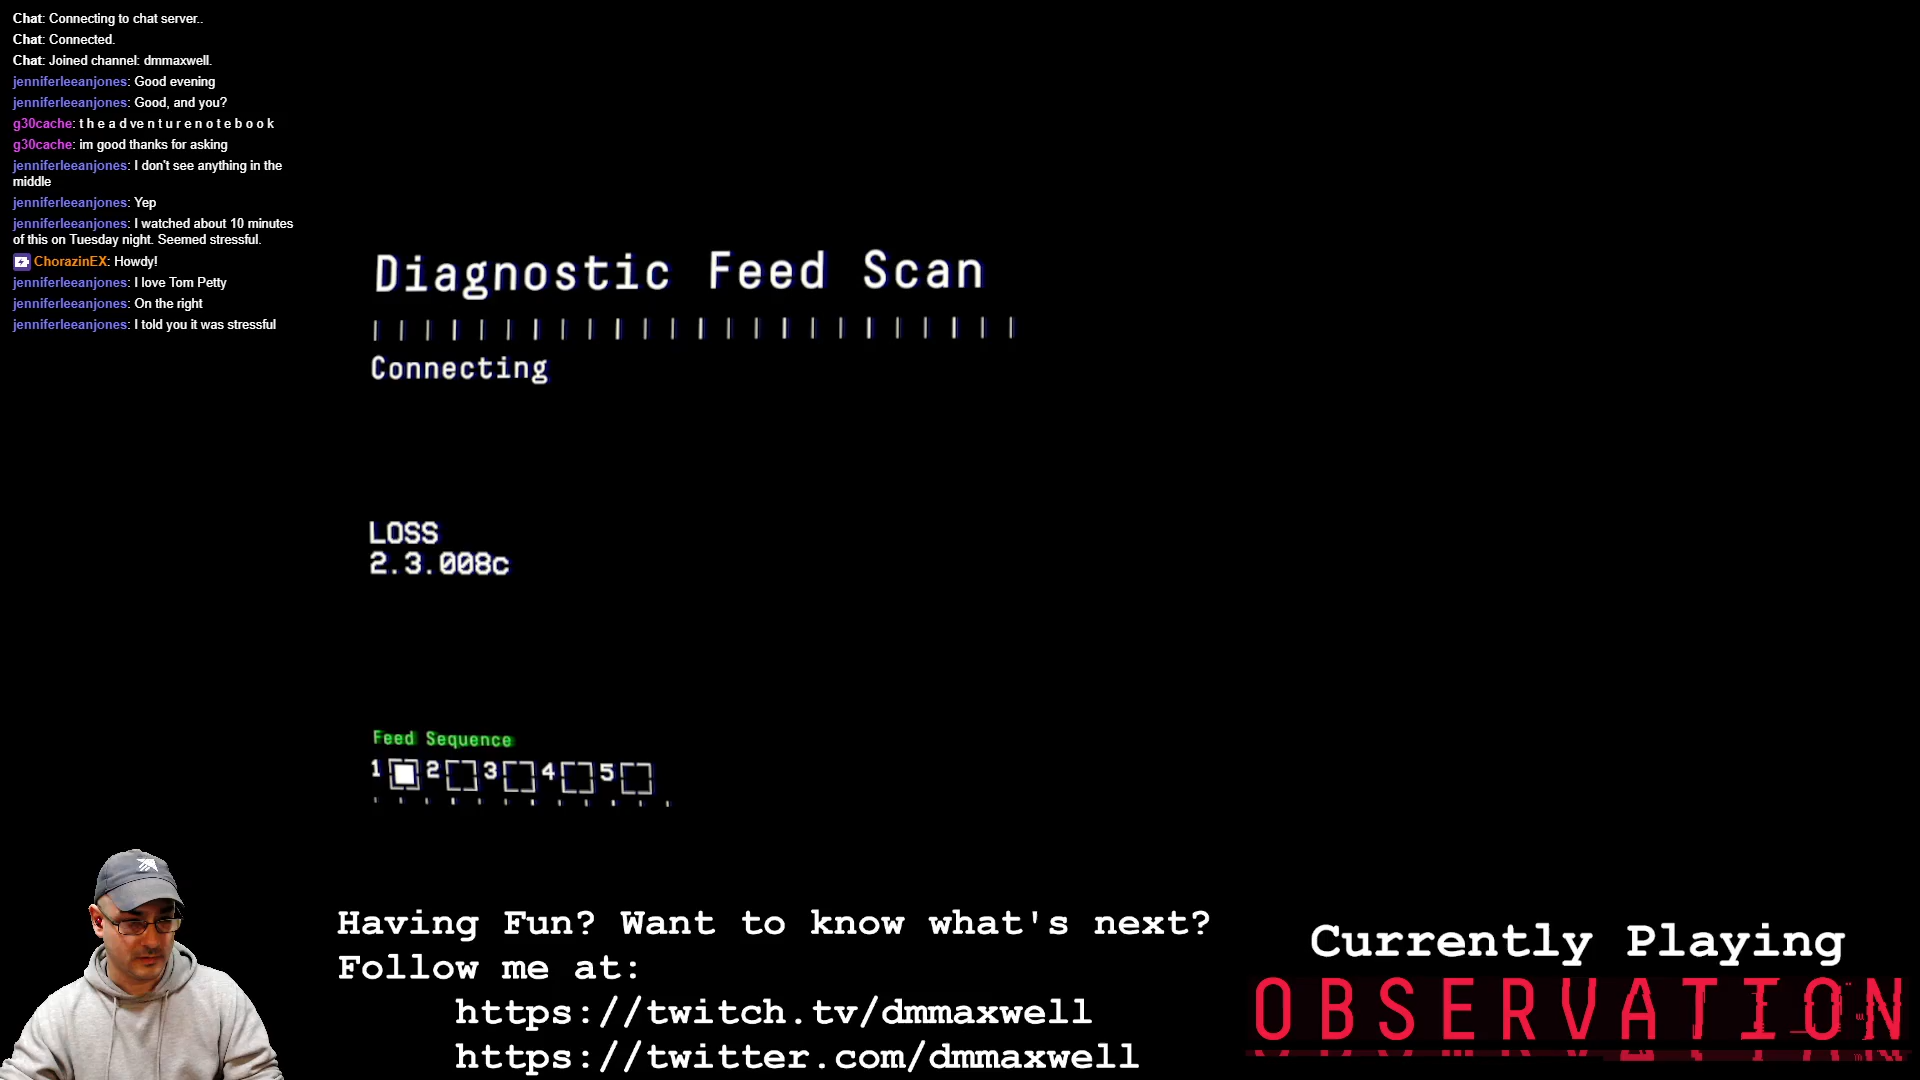 Chat: Connecting to chat server..
Chat: Connected.
Chat: Joined channel: dmmaxwell.
jenniferleeanjones: Good evening
jenniferleeanjones: Good, and you?
g30cache: t h e a d v e n t u r e n o t e b o o k
g30cache: im good thanks for asking
jenniferleeanjones: I don't see anything in the
middle
jenniferleeanjones: Yep
jenniferleeanjones: I watched about 10 minutes
of this on Tuesday night. Seemed stressful.
ChorazinEX: Howdy!
jenniferleeanjones: I love Tom Petty
jenniferleeanjones: On the right
jenniferleeanjones: I told you it was stressful
Diagnostic Feed Scan
Connecting
LOSS
2.3.008c
Feed Sequence
1 2 3 4 5
Having Fun? Want to know what's next?
Follow me at:
https://twitch.tv/dmmaxwell
https://twitter.com/dmmaxwell
Currently Playing
OBSERVATION